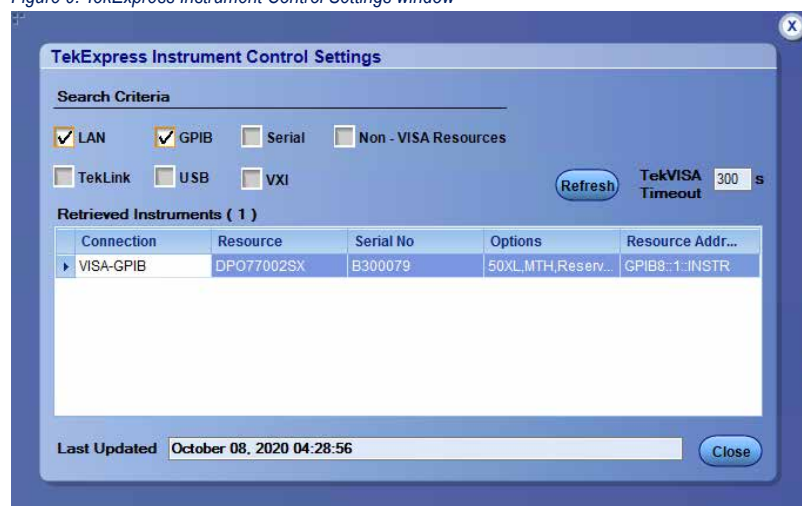 TekExpress Instrument Control Settings
Search Criteria
LAN GPIB Serial Non - VISA Resources
TekLink USB VXI
Refresh TekVISA Timeout 300 s
Retrieved Instruments ( 1 )
Connection Resource Serial No Options Resource Addr...
VISA-GPIB DPO77002SX B300079 50XL,MTH,Reserv... GPIB8::1::INSTR
Last Updated October 08, 2020 04:28:56 Close